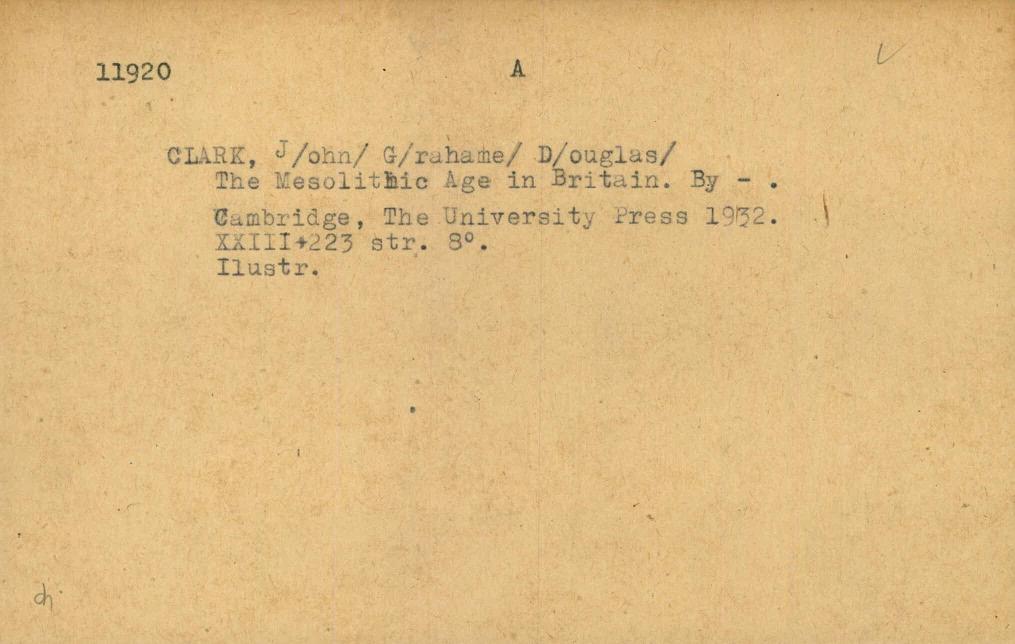 11920 A
CLARK, J/ohn/ G/rahame/ D/ouglas/
The Mesolithic Age in Britain. By - .
Cambridge, The University Press 1932.
XXIII+223 str. 8º.
Ilustr.